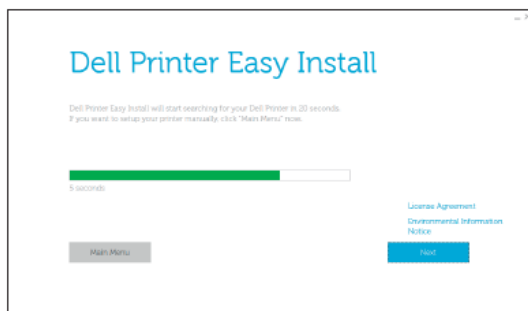 Dell Printer Easy Install
Dell Printer Easy Install will start searching for your Dell Printer in 20 seconds.
If you want to setup your printer manually, click "Main Menu" now.
5 seconds
License Agreement
Environmental Information
Notice
Main Menu
Next